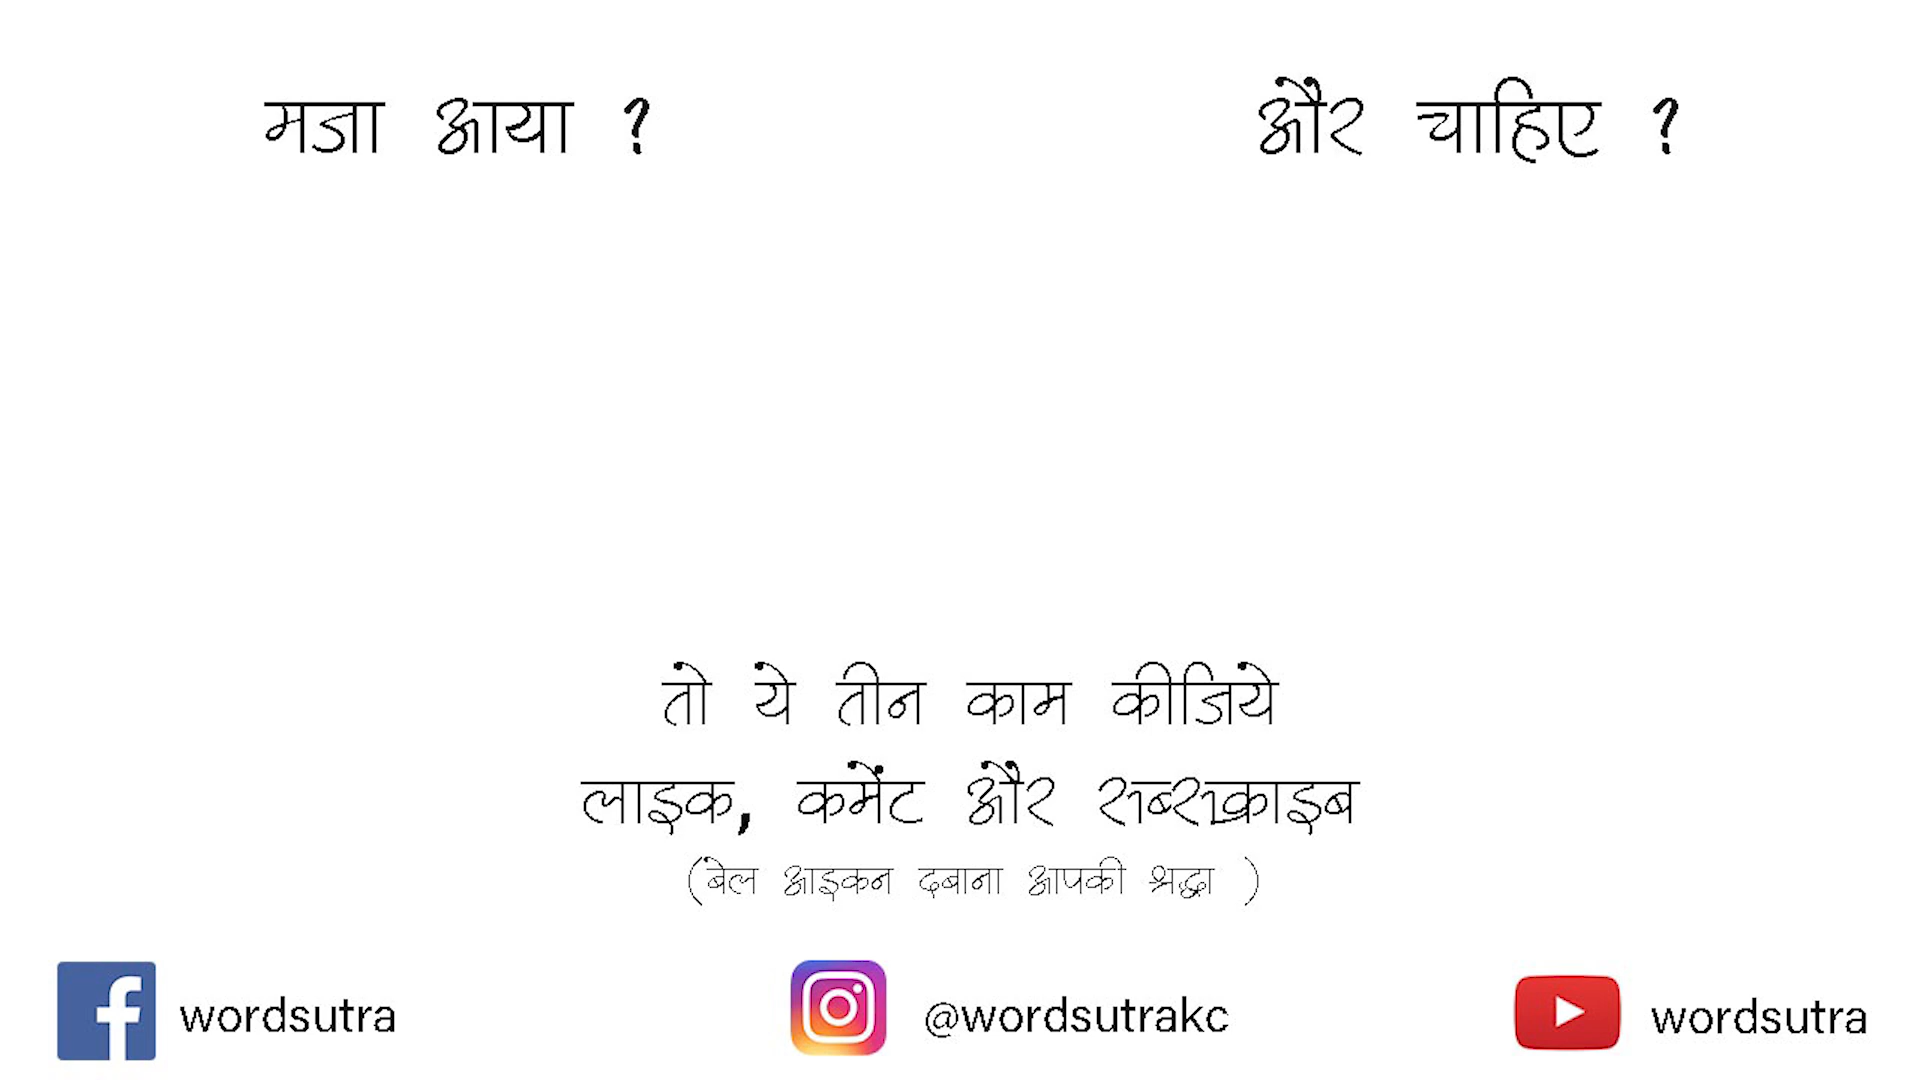 मजा आया ?
और चाहिए ?
तो ये तीन काम कीजिये
लाइक, कमेंट और सब्सक्राइब
(बेल आइकन दबाना आपकी श्रद्धा )
wordsutra
@wordsutrakc
wordsutra